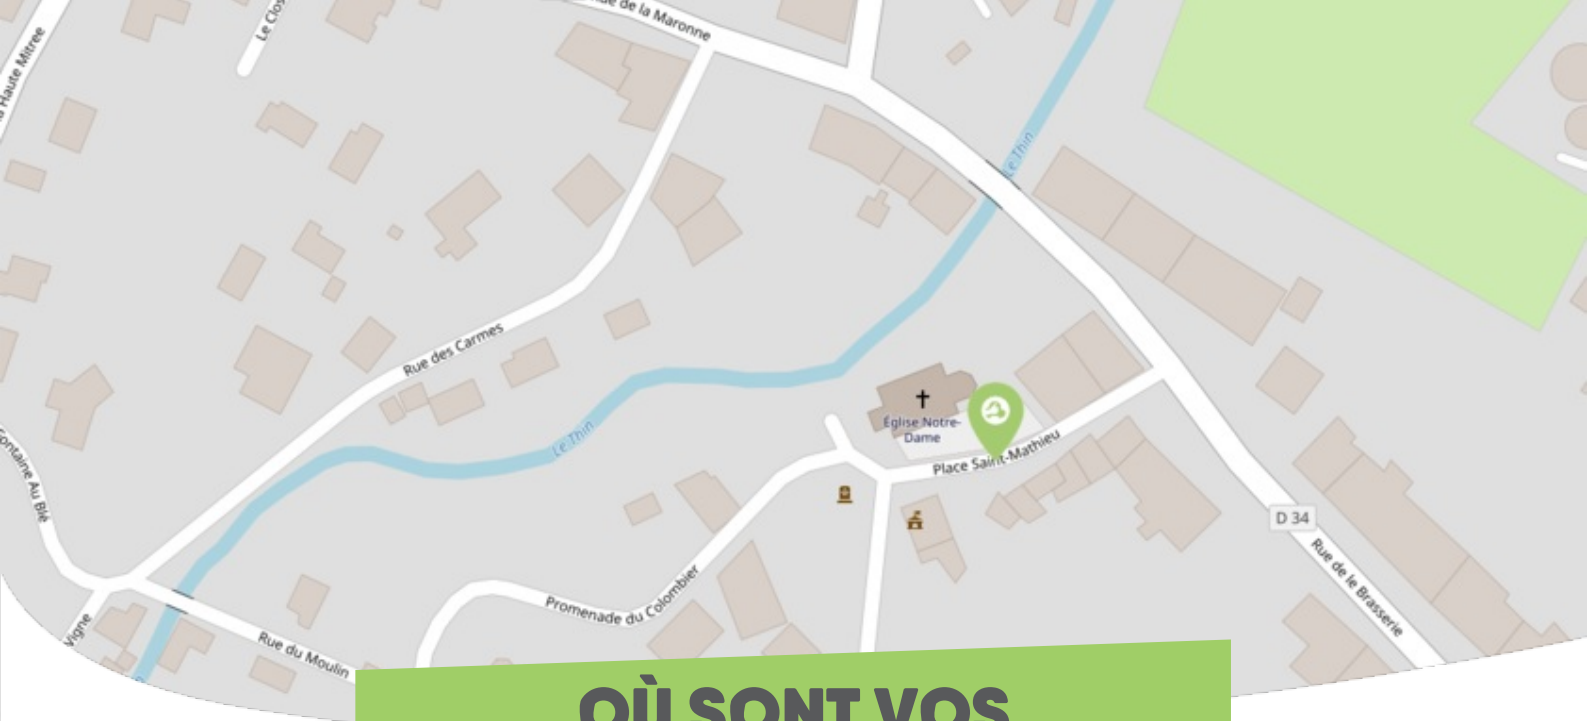 de la Maronne
Le Clos
a Haute Mitree
Le Thin
Rue des Carmes
Église Notre-
Dame
Place Saint-Mathieu
Le Thin
Fontaine Au Blé
D 34
Rue de le Brasserie
Promenade du Colombier
Vigne
Rue du Moulin
OÙ SONT VOS